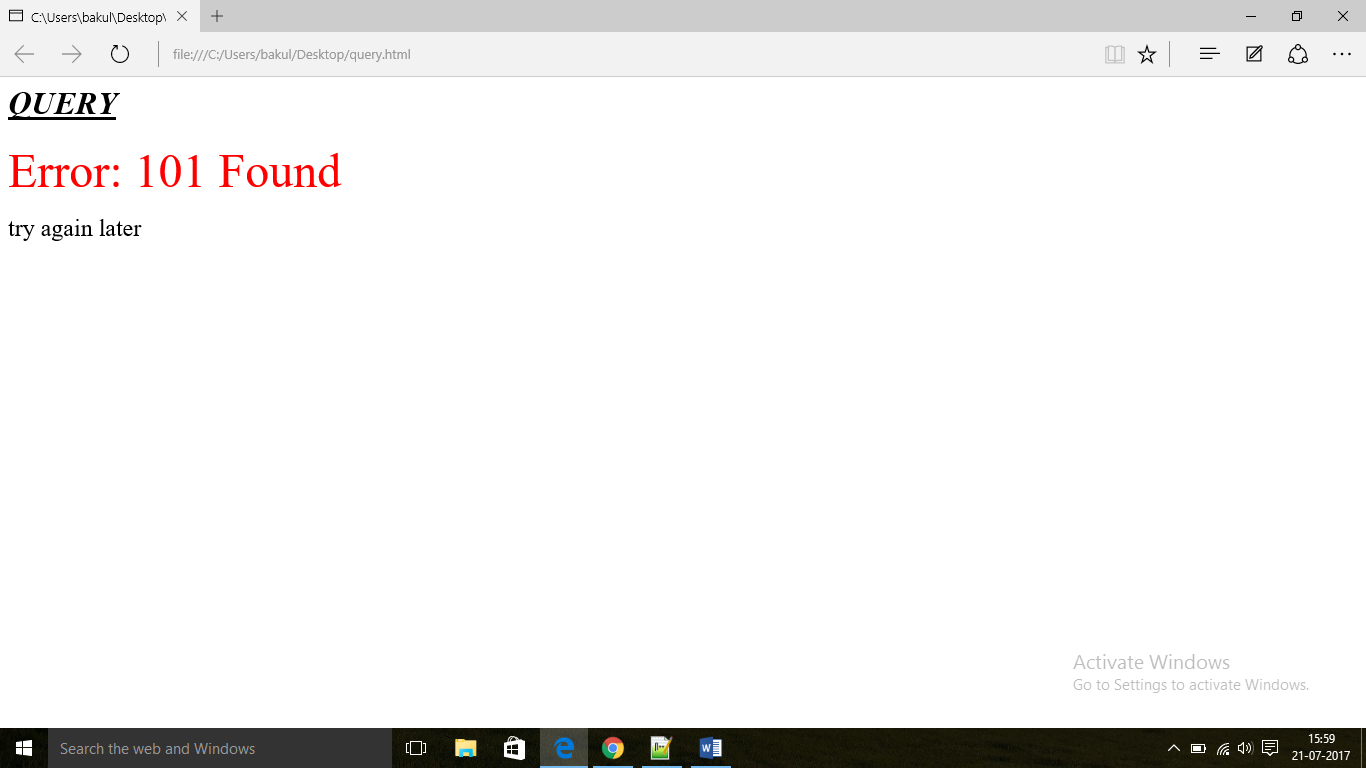 C:\Users\bakul\Desktop\
file:///C:/Users/bakul/Desktop/query.html
QUERY
Error: 101 Found
try again later
Activate Windows
Go to Settings to activate Windows.
Search the web and Windows
15:59
21-07-2017